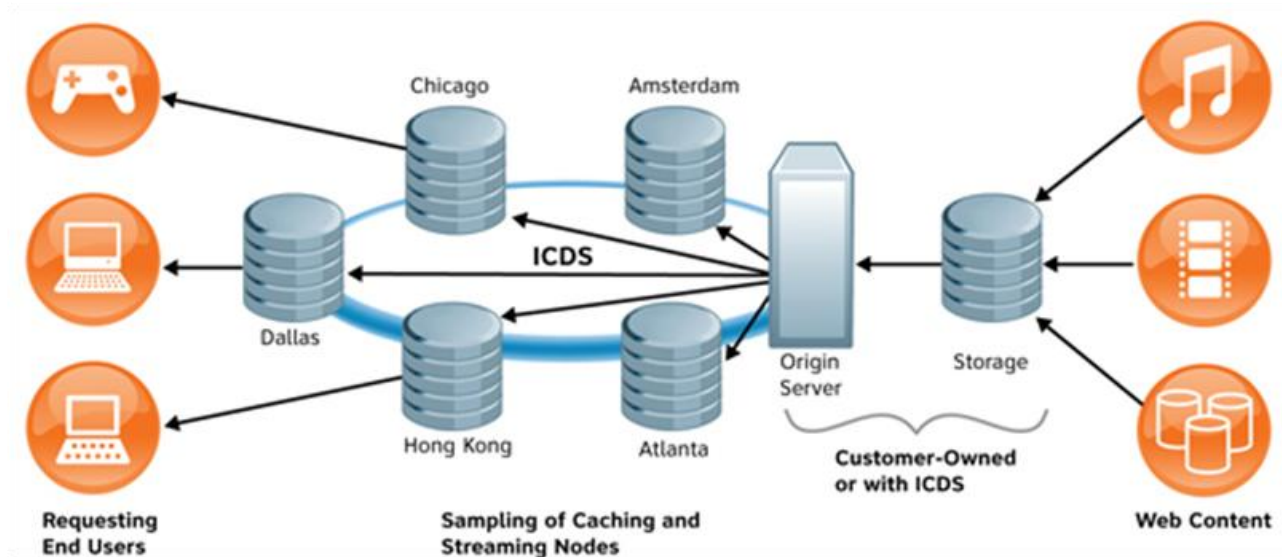 Chicago
Amsterdam
ICDS
Dallas
Origin
Server
Storage
Hong Kong
Atlanta
Customer-Owned
or with ICDS
Requesting
End Users
Sampling of Caching and
Streaming Nodes
Web Content